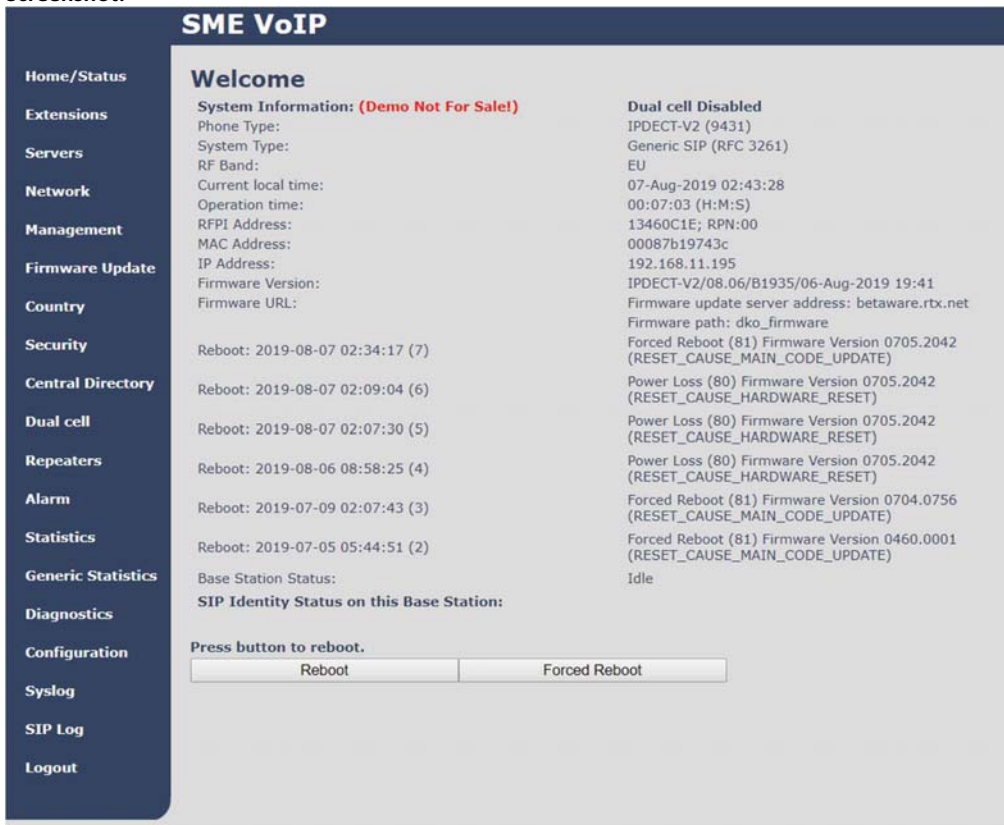 SME VoIP
Home/Status
Extensions
Servers
Network
Management
Firmware Update
Country
Security
Central Directory
Dual cell
Repeaters
Alarm
Statistics
Generic Statistics
Diagnostics
Configuration
Syslog
SIP Log
Logout
Welcome
System Information: (Demo Not For Sale!) Dual cell Disabled
Phone Type: IPDECT-V2 (9431)
System Type: Generic SIP (RFC 3261)
RF Band: EU
Current local time: 07-Aug-2019 02:43:28
Operation time: 00:07:03 (H:M:S)
RFPI Address: 13460C1E; RPN:00
MAC Address: 00087b19743c
IP Address: 192.168.11.195
Firmware Version: IPDECT-V2/08.06/B1935/06-Aug-2019 19:41
Firmware URL: Firmware update server address: betaware.rtx.net
Firmware path: dko_firmware
Reboot: 2019-08-07 02:34:17 (7) Forced Reboot (81) Firmware Version 0705.2042
(RESET_CAUSE_MAIN_CODE_UPDATE)
Reboot: 2019-08-07 02:09:04 (6) Power Loss (80) Firmware Version 0705.2042
(RESET_CAUSE_HARDWARE_RESET)
Reboot: 2019-08-07 02:07:30 (5) Power Loss (80) Firmware Version 0705.2042
(RESET_CAUSE_HARDWARE_RESET)
Reboot: 2019-08-06 08:58:25 (4) Power Loss (80) Firmware Version 0705.2042
(RESET_CAUSE_HARDWARE_RESET)
Reboot: 2019-07-09 02:07:43 (3) Forced Reboot (81) Firmware Version 0704.0756
(RESET_CAUSE_MAIN_CODE_UPDATE)
Reboot: 2019-07-05 05:44:51 (2) Forced Reboot (81) Firmware Version 0460.0001
(RESET_CAUSE_MAIN_CODE_UPDATE)
Base Station Status: Idle
SIP Identity Status on this Base Station:
Press button to reboot.
Reboot Forced Reboot